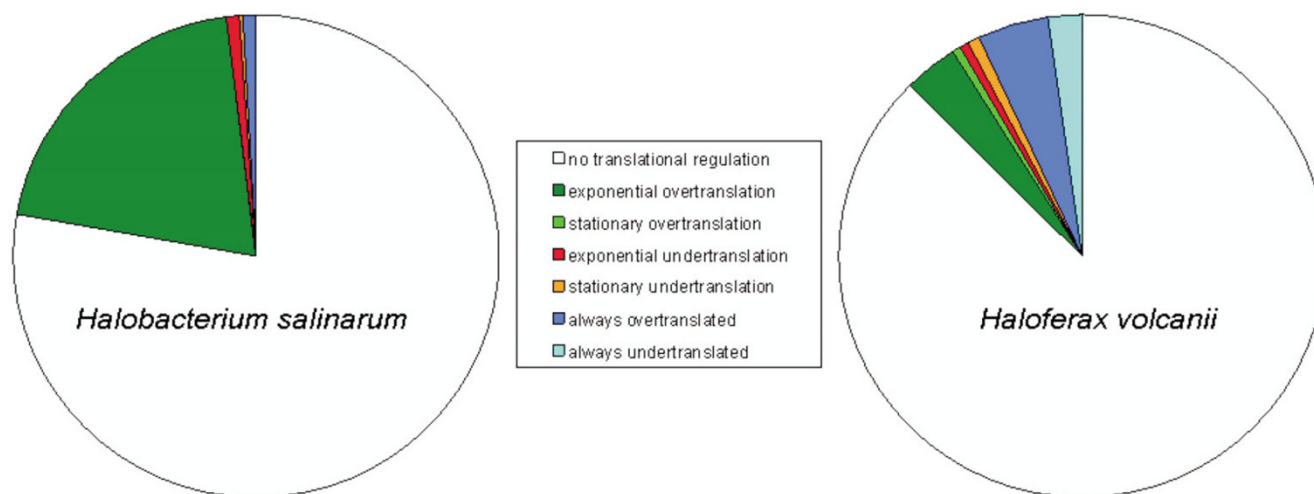 Halobacterium salinarum
no translational regulation
exponential overtranslation
stationary overtranslation
exponential undertranslation
stationary undertranslation
always overtranslated
always undertranslated
Haloferax volcanii